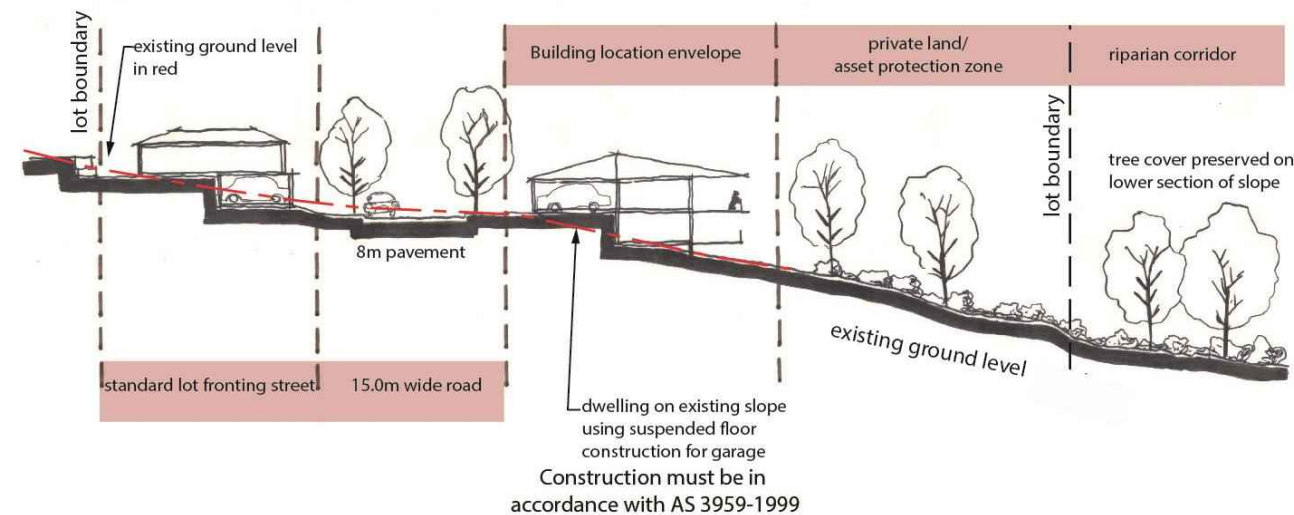 lot boundary
existing ground level
in red
Building location envelope
private land/
asset protection zone
riparian corridor
lot boundary
tree cover preserved on
lower section of slope
8m pavement
existing ground level
standard lot fronting street
15.0m wide road
dwelling on existing slope
using suspended floor
construction for garage
Construction must be in
accordance with AS 3959-1999